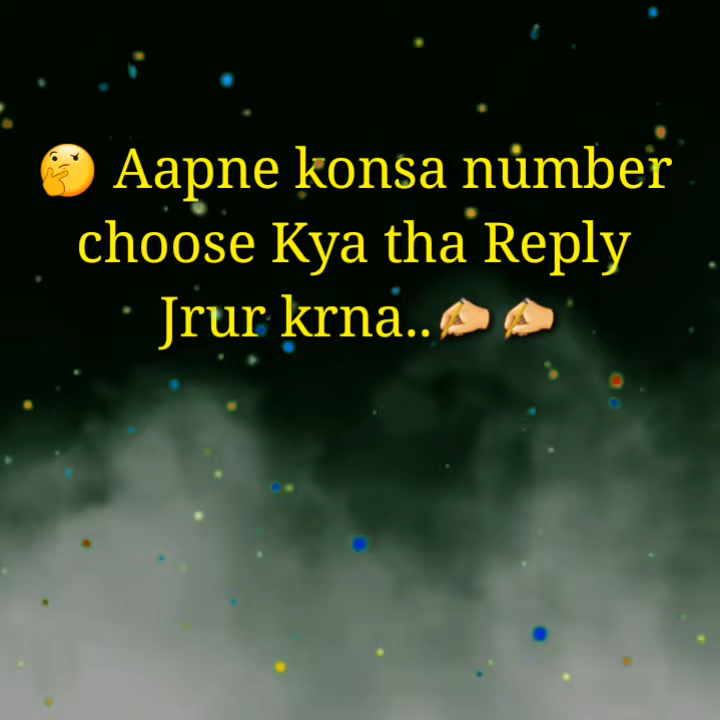 🤔 Aapne konsa number
choose Kya tha Reply
Jrur krna..✍🏼✍🏼